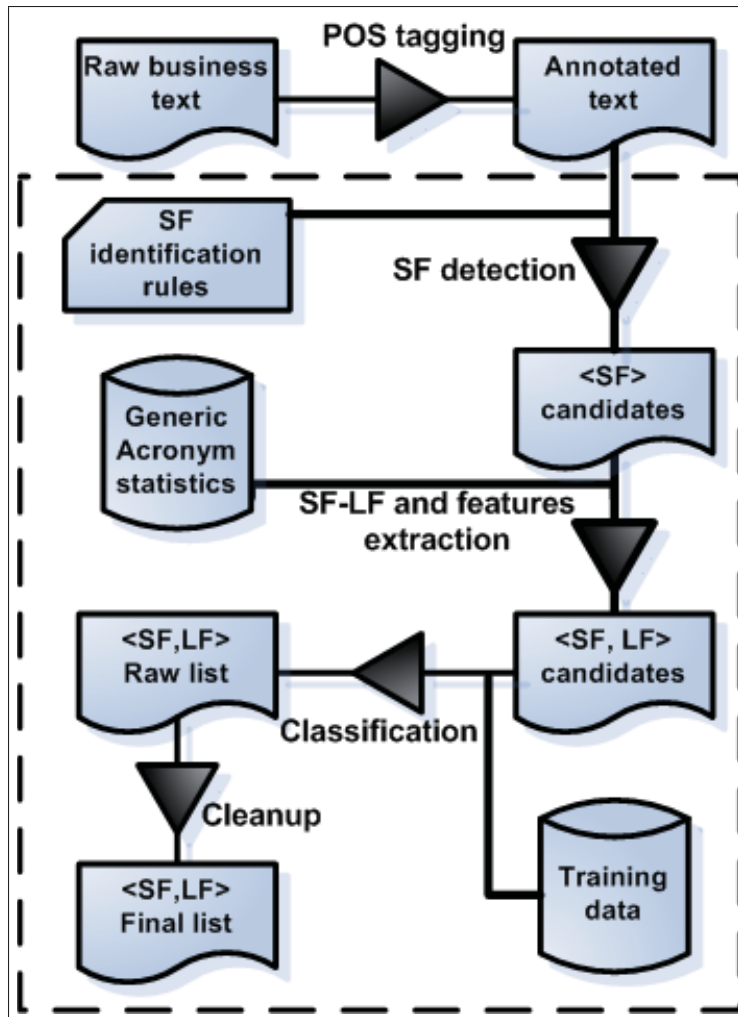 POS tagging
Raw business
text
Annotated
text
SF
identification
rules
SF detection
<SF>
candidates
Generic
Acronym
statistics
SF-LF and features
extraction
<SF,LF>
Raw list
<SF, LF>
candidates
Classification
Cleanup
<SF,LF>
Final list
Training
data